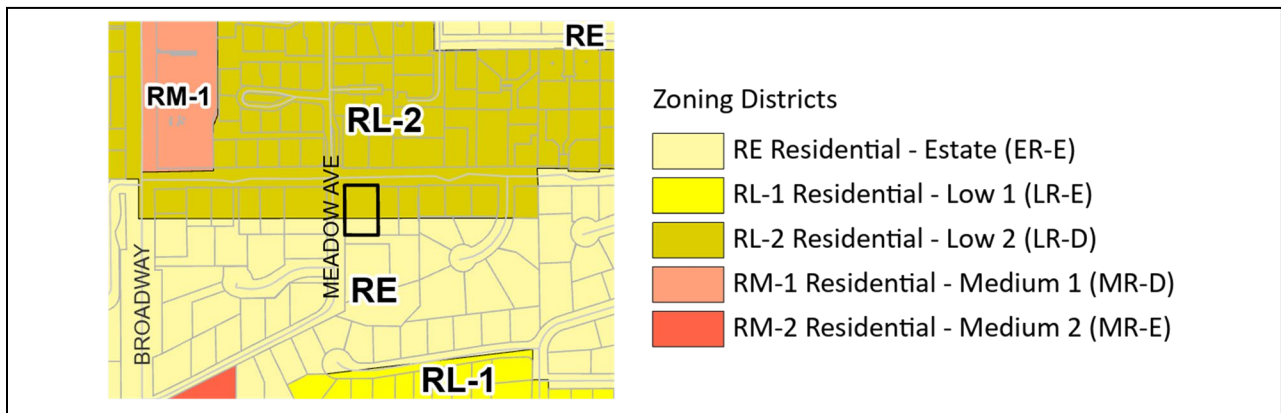 RE
RM-1
RL-2
MEADOW AVE
BROADWAY
RE
RL-1
Zoning Districts
RE Residential - Estate (ER-E)
RL-1 Residential - Low 1 (LR-E)
RL-2 Residential - Low 2 (LR-D)
RM-1 Residential - Medium 1 (MR-D)
RM-2 Residential - Medium 2 (MR-E)